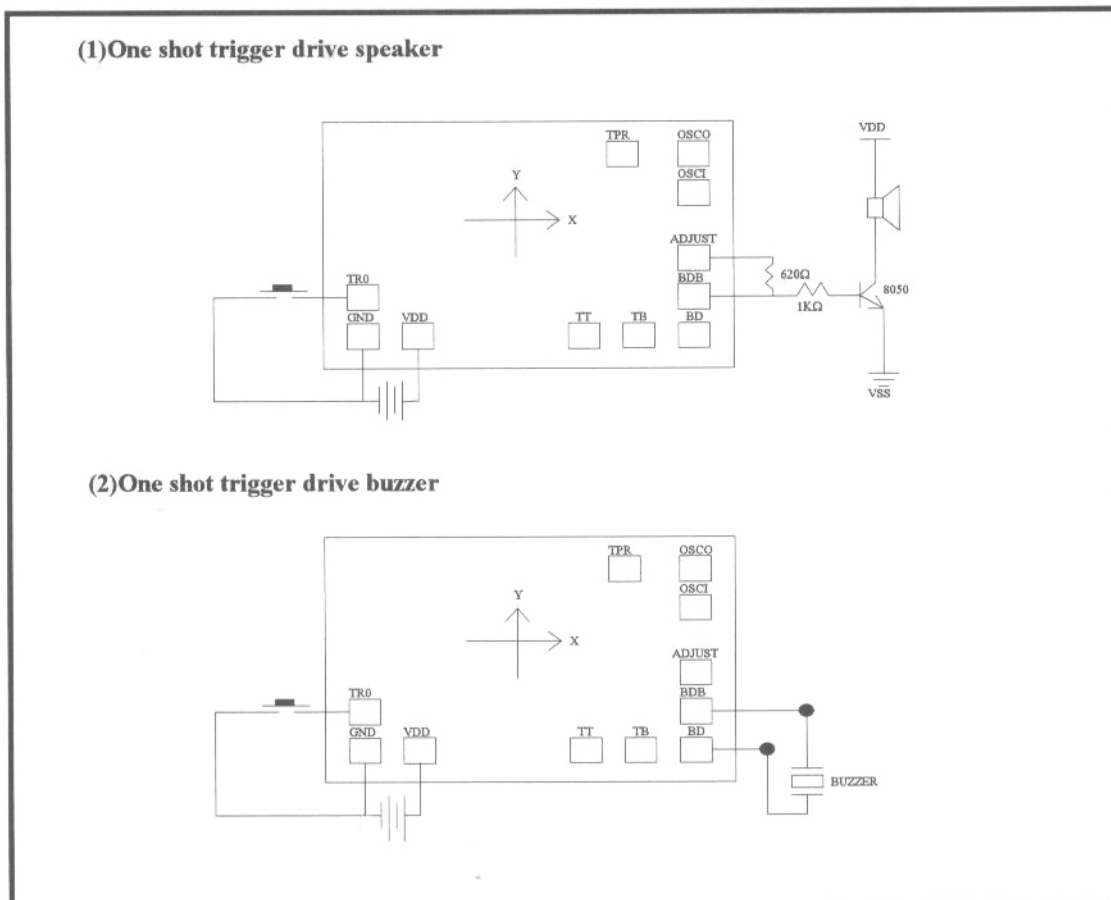 (1)One shot trigger drive speaker
TPR OSCO VDD
OSCI
Y
X
ADJUST
TR0 BDB 620Ω 8050
1KΩ
GND VDD TT TB BD
VSS
(2)One shot trigger drive buzzer
TPR OSCO
OSCI
Y
X
ADJUST
TR0 BDB
GND VDD TT TB BD
BUZZER